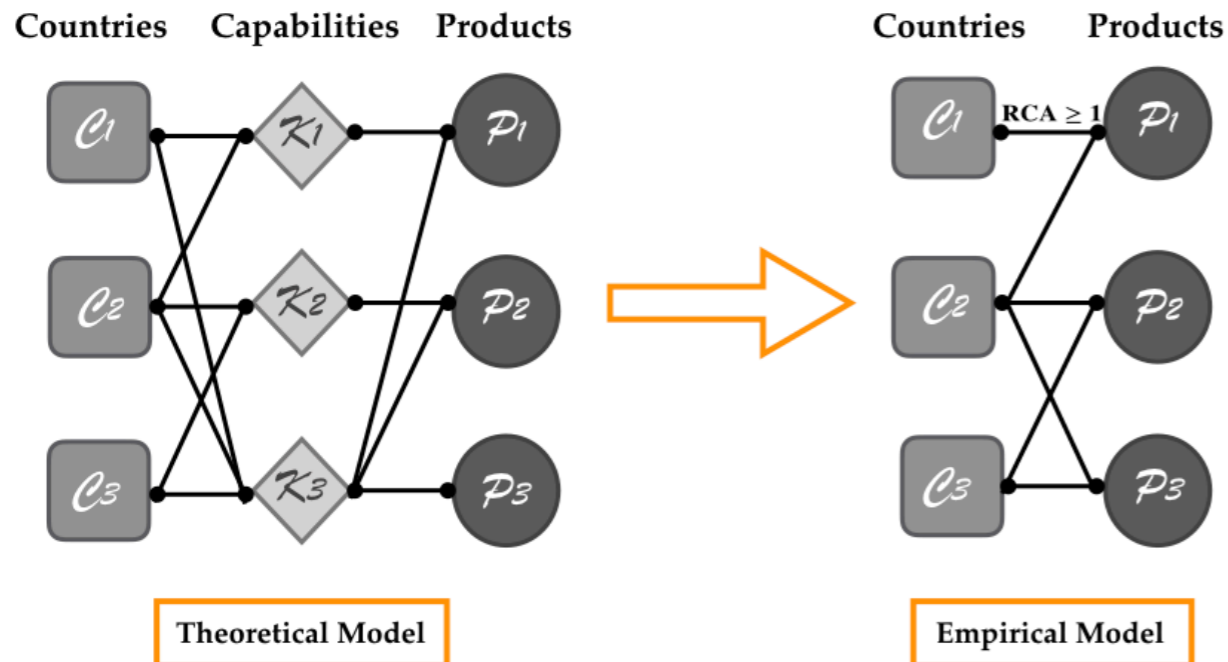 Countries Capabilities Products Countries Products
C1 K1 P1 C1 RCA ≥ 1 P1
C2 K2 P2 C2 P2
C3 K3 P3 C3 P3
Theoretical Model Empirical Model